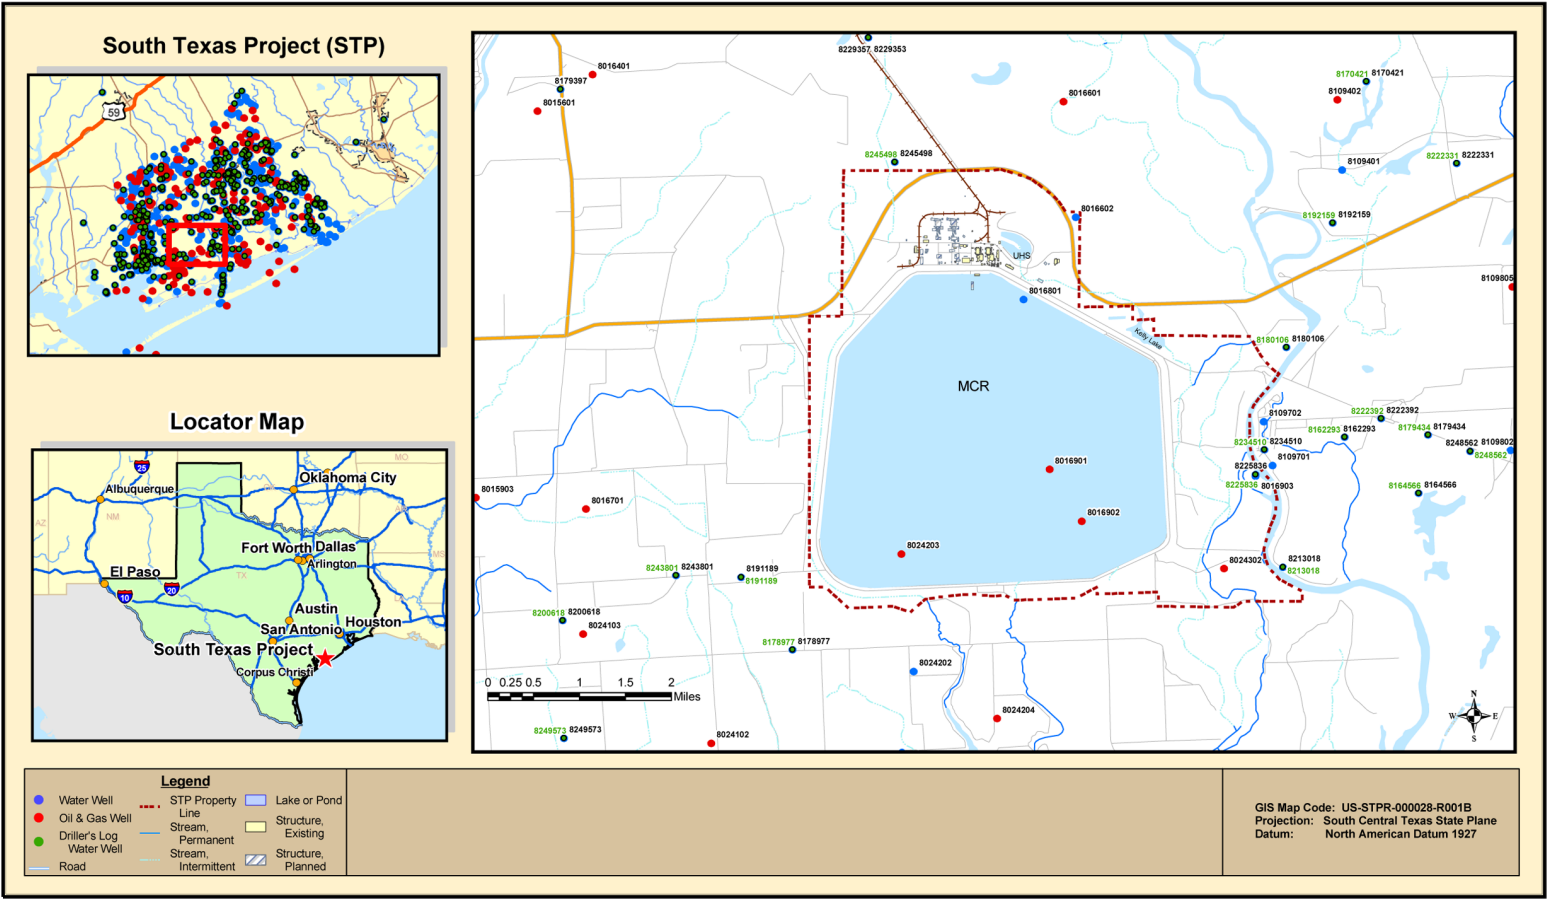 South Texas Project (STP)
59
Locator Map
25
MO
Oklahoma City
Albuquerque
AZ
NM
MS
Fort Worth
Dallas
Arlington
El Paso
TX
20
10
Austin
Houston
San Antonio
South Texas Project
Corpus Christi
8229357 8229353
8016401
8179397
8015601
8016601
8170421 8170421
8109402
8245498 8245498
8109401
8222331 8222331
8016602
8192159 8192159
UHS
8016801
8109805
Kelly Lake
8180106 8180106
MCR
8109702
8222392 8222392
8162293 8162293
8179434 8179434
8234510 8234510
8248562 8109802
8248562
8109701
8225836
8225836 8016903
8164566 8164566
8016901
8015903
8016701
8016902
8024203
8024302
8213018
8213018
8243801 8243801
8191189
8191189
8200618 8200618
8024103
8178977 8178977
8024202
0 0.25 0.5 1 1.5 2
Miles
8024204
8249573 8249573
8024102
N
W E
S
Legend
Water Well
Oil & Gas Well
Driller's Log
Water Well
Road
STP Property
Line
Stream,
Permanent
Stream,
Intermittent
Lake or Pond
Structure,
Existing
Structure,
Planned
GIS Map Code: US-STPR-000028-R001B
Projection: South Central Texas State Plane
Datum: North American Datum 1927